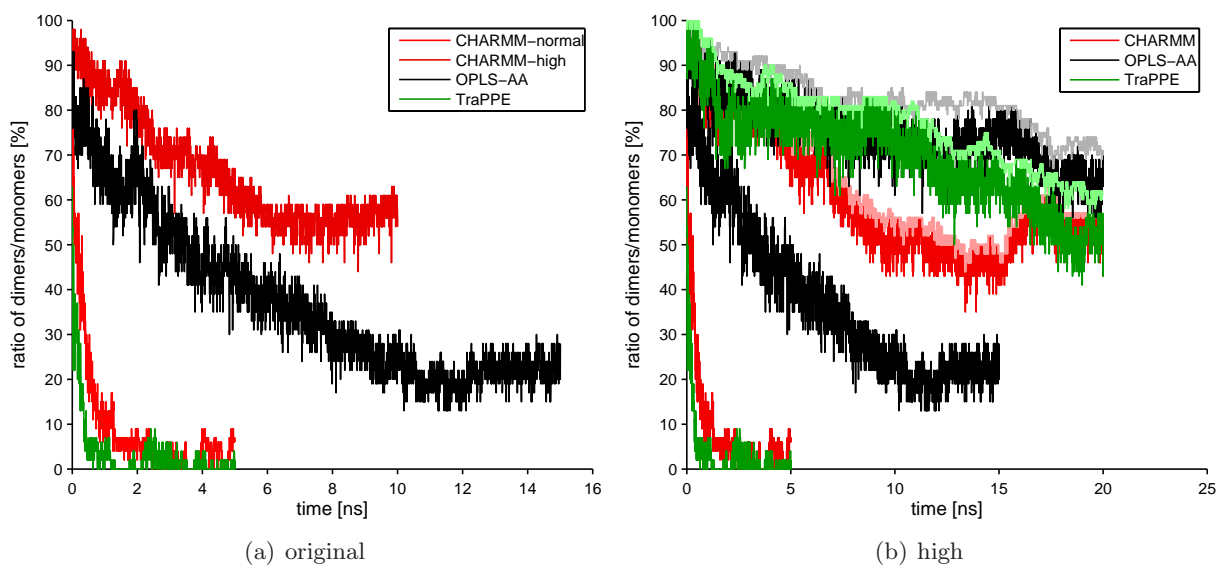 100
90
80
70
60
50
40
30
20
10
0
ratio of dimers/monomers [%]
0 2 4 6 8 10 12 14 16
time [ns]
CHARMM−normal
CHARMM−high
OPLS−AA
TraPPE
(a) original
100
90
80
70
60
50
40
30
20
10
0
ratio of dimers/monomers [%]
0 5 10 15 20 25
time [ns]
CHARMM
OPLS−AA
TraPPE
(b) high